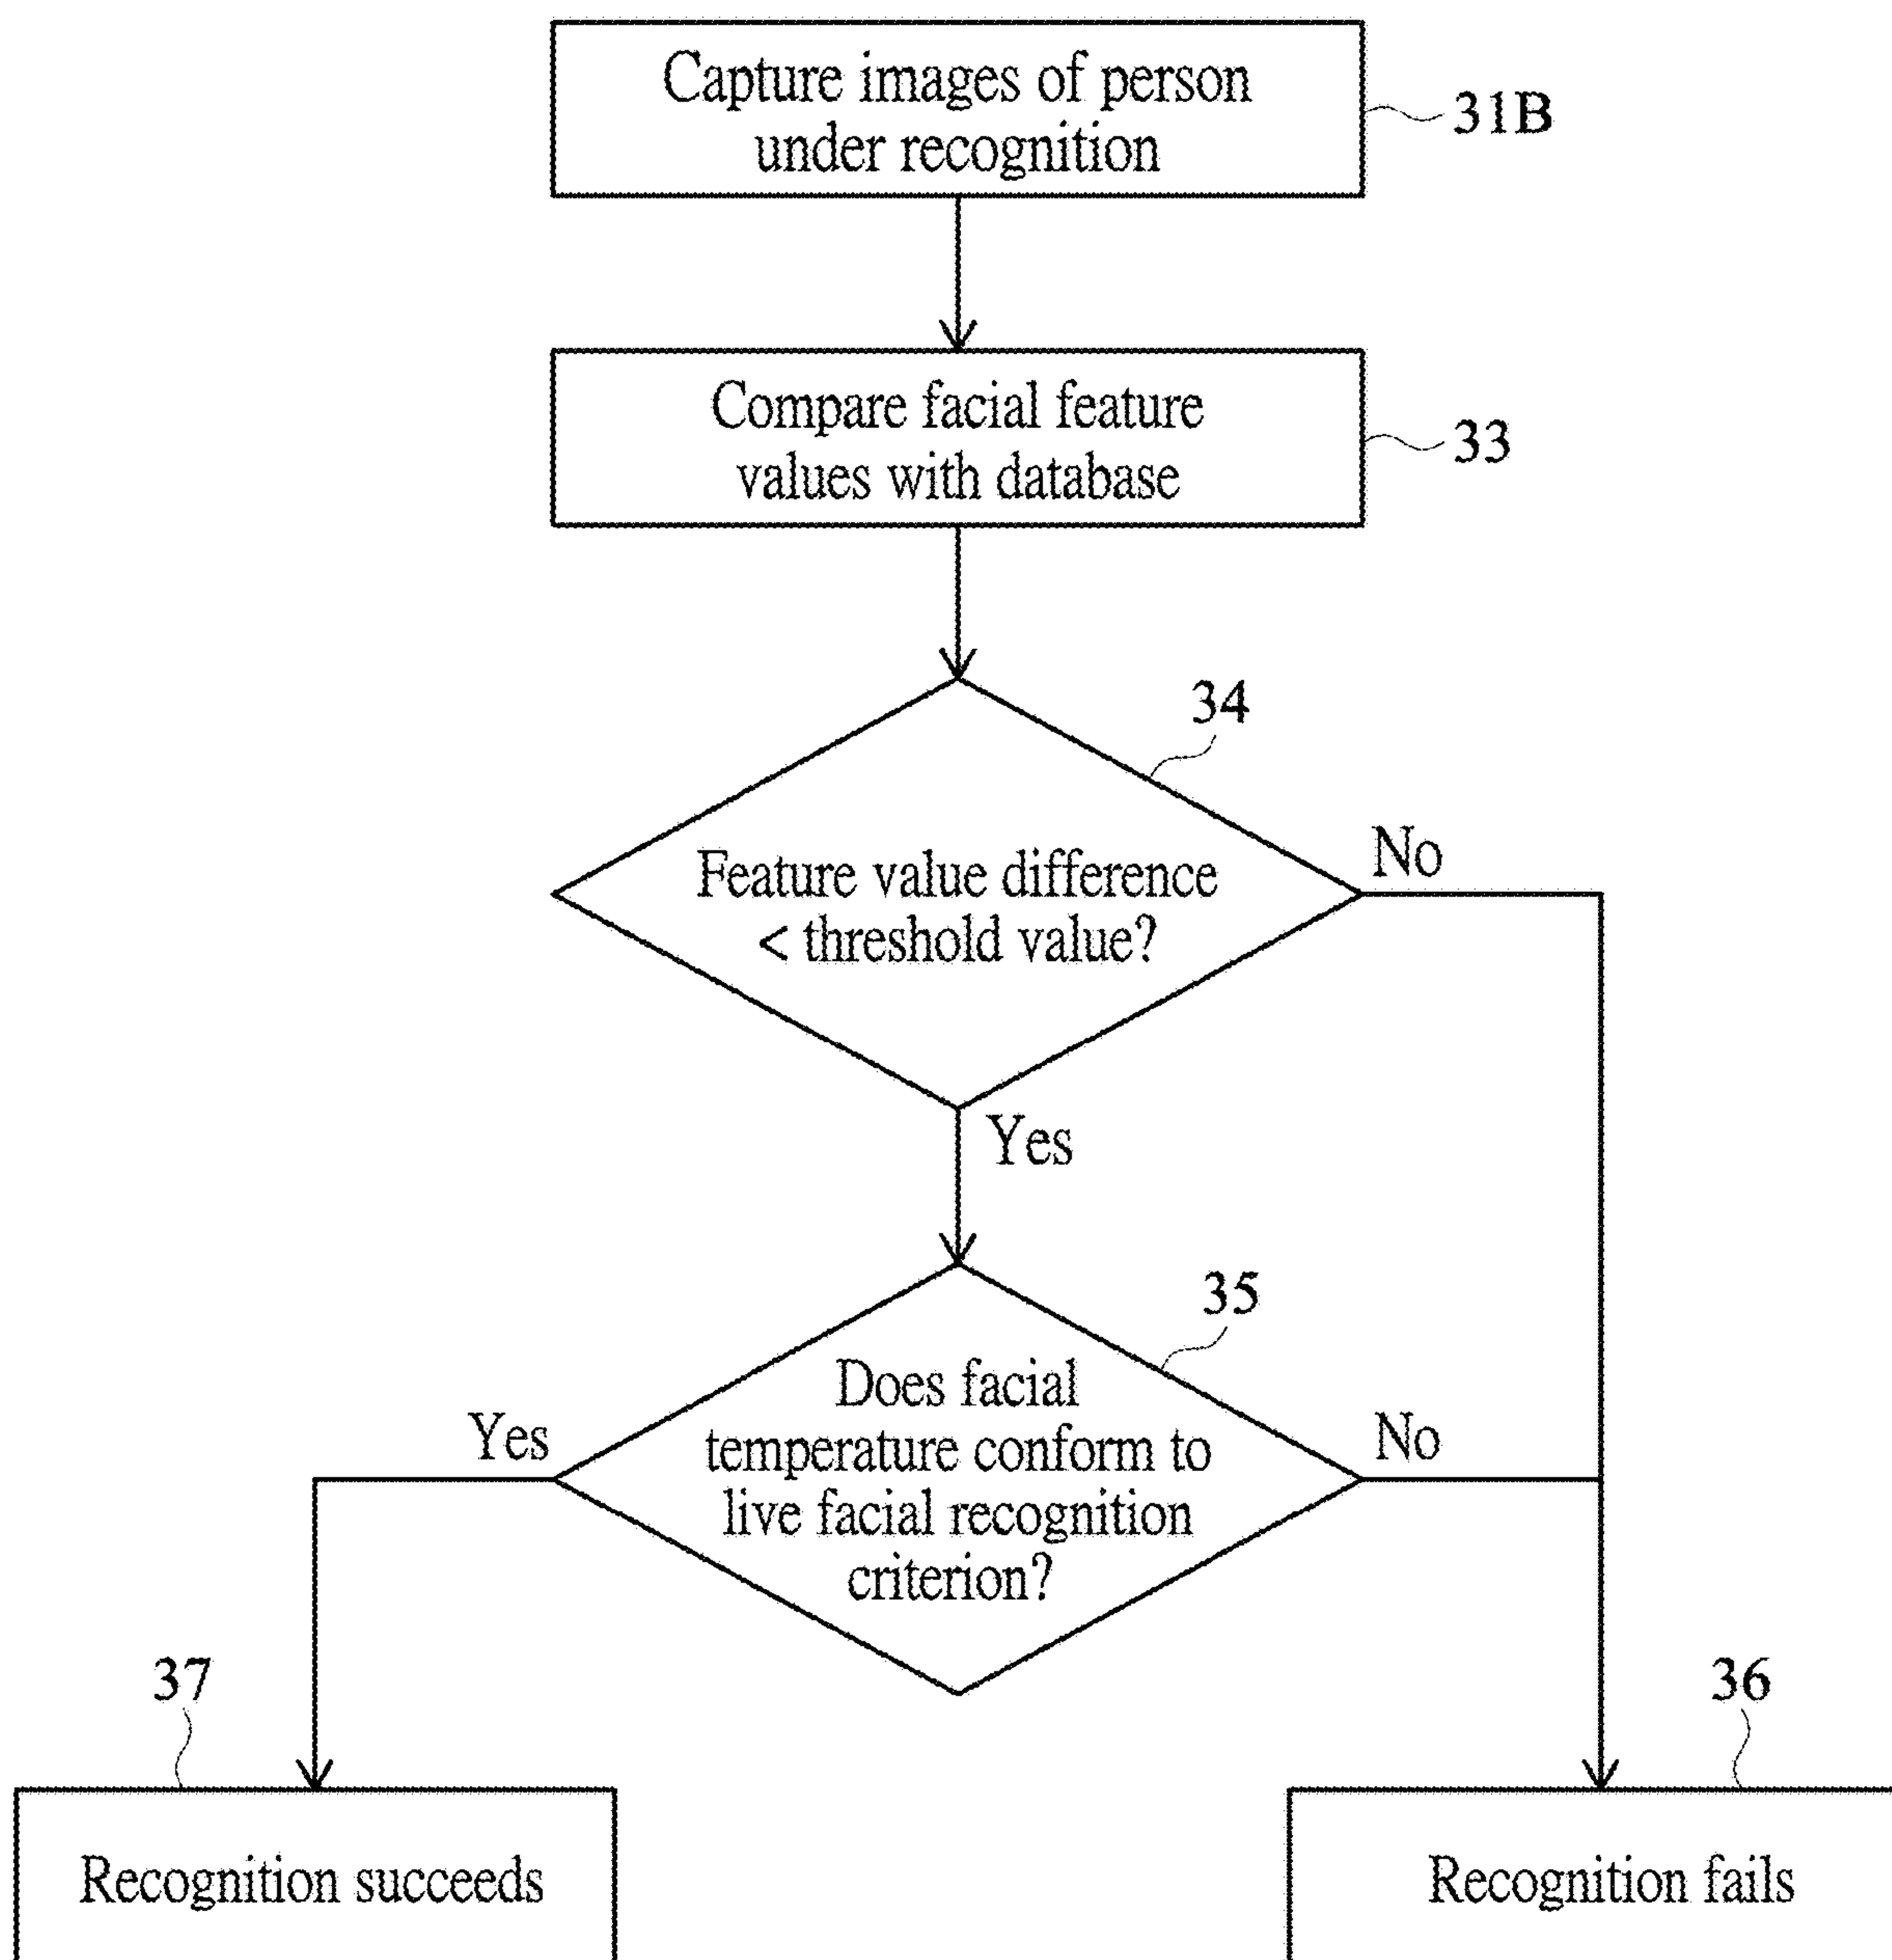 Capture images of person
under recognition
31B
Compare facial feature
values with database
33
34
Feature value difference
< threshold value?
No
Yes
35
Does facial
temperature conform to
live facial recognition
criterion?
Yes
No
37
36
Recognition succeeds
Recognition fails